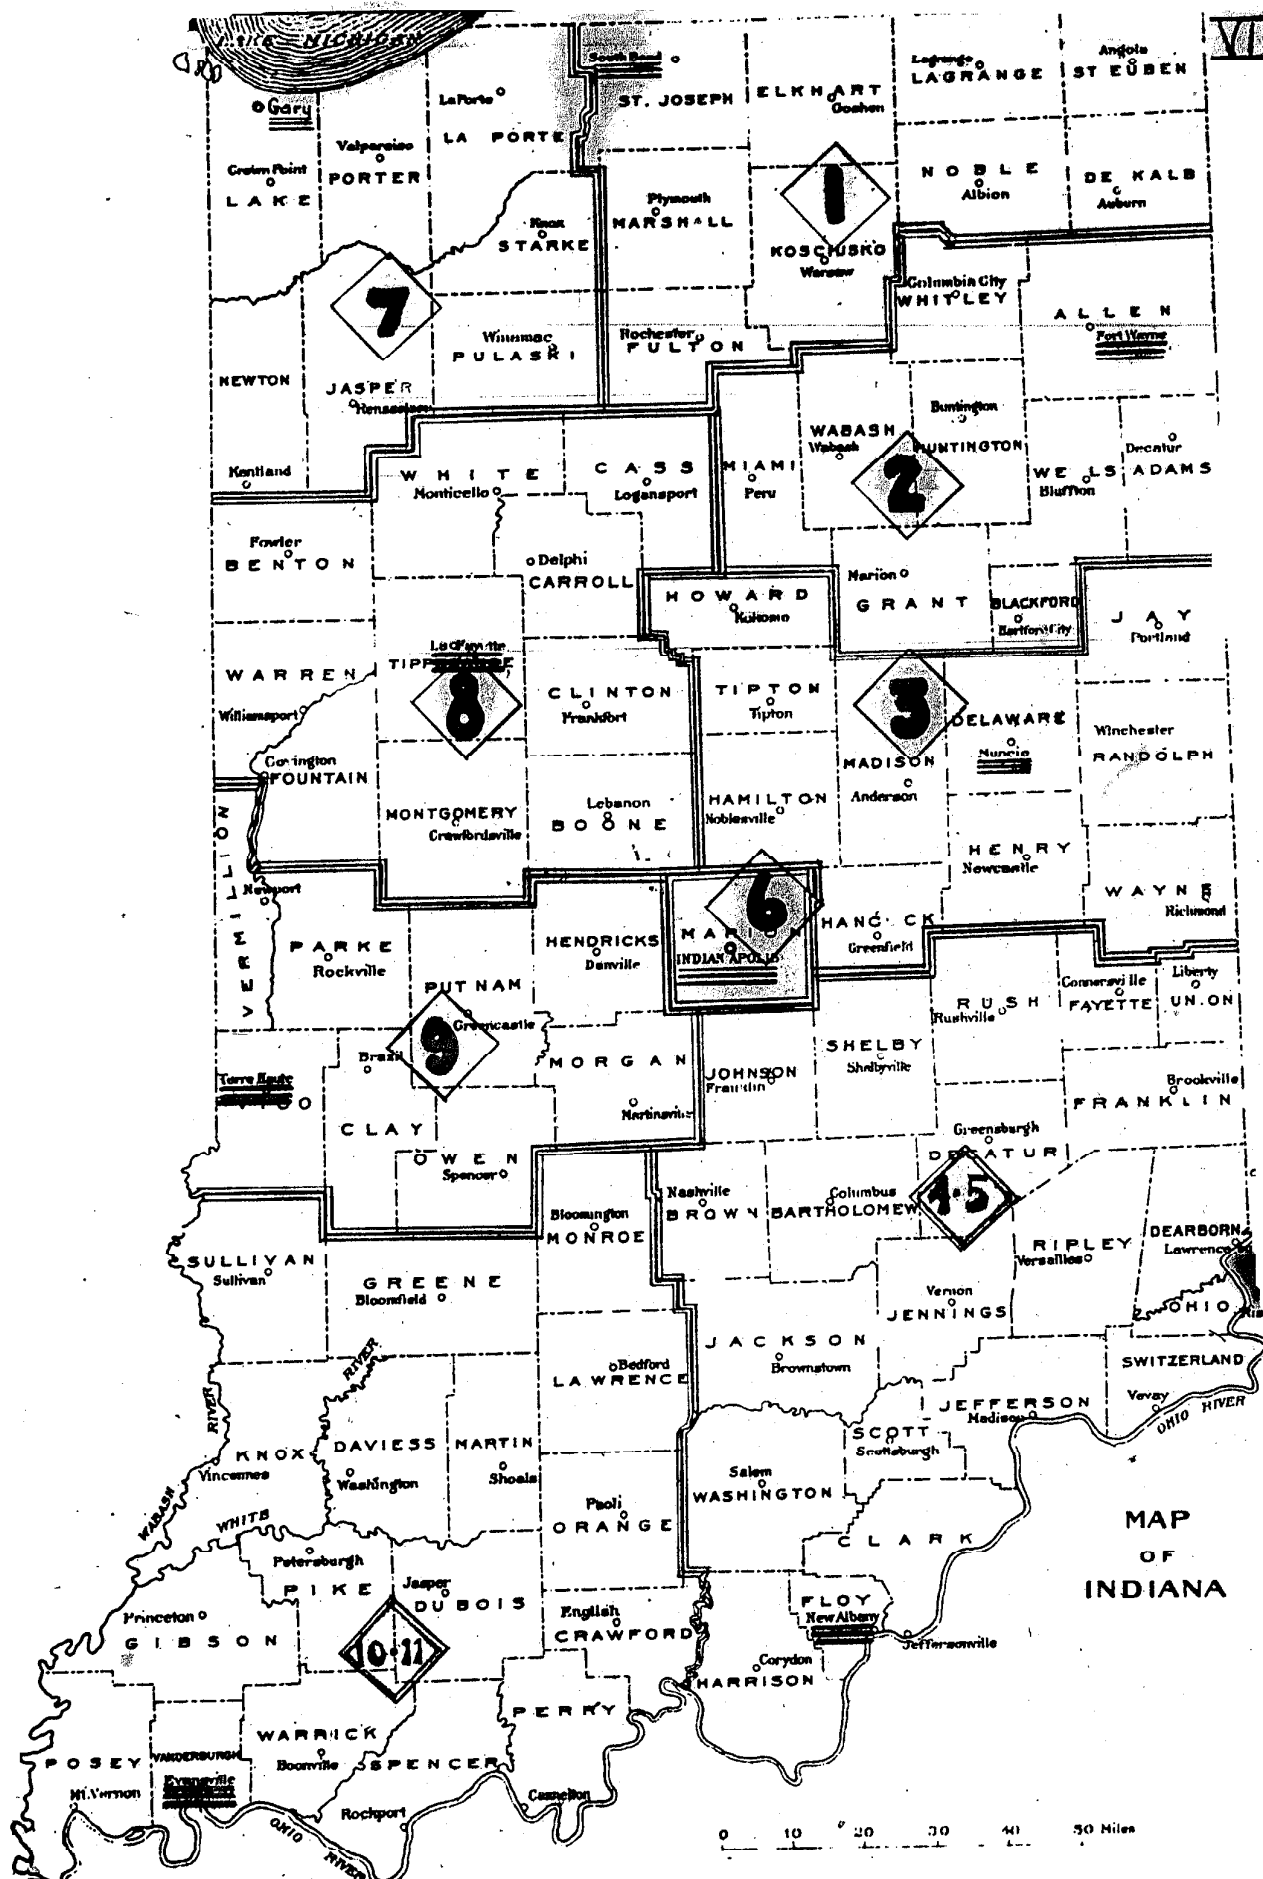 LAKE MICHIGAN
VI
South Bend
Gary
LaPorte
LA PORTE
ST. JOSEPH
ELKHART
Goshen
Lagrange
LAGRANGE
Angola
ST EUBEN
Valparaiso
PORTER
Crown Point
LAKE
Knox
STARKE
Plymouth
MARSHALL
1
KOSCIUSKO
Warsaw
NOBLE
Albion
DE KALB
Auburn
7
Columbia City
WHITLEY
ALLEN
Fort Wayne
Winamac
PULASKI
Rochester
FULTON
NEWTON
Kentland
JASPER
Rensselaer
WHITE
Monticello
CASS
Logansport
MIAMI
Peru
WABASH
Wabash
Huntington
HUNTINGTON
2
WELLS
Bluffton
Decatur
ADAMS
Fowler
BENTON
Delphi
CARROLL
HOWARD
Kokomo
Marion
GRANT
BLACKFORD
Hartford City
JAY
Portland
WARREN
Williamsport
La Fayette
TIPPECANOE
8
CLINTON
Frankfort
TIPTON
Tipton
3
DELAWARE
Muncie
Winchester
RANDOLPH
Covington
FOUNTAIN
MADISON
Anderson
MONTGOMERY
Crawfordsville
Lebanon
BOONE
HAMILTON
Noblesville
HENRY
Newcastle
WAYNE
Richmond
VERMILLION
Newport
PARKE
Rockville
HENDRICKS
Danville
6
MARION
INDIANAPOLIS
HANCOCK
Greenfield
PUTNAM
Greencastle
9
Brazil
CLAY
MORGAN
Martinsville
JOHNSON
Franklin
SHELBY
Shelbyville
RUSH
Rushville
Connersville
FAYETTE
Liberty
UNION
Terre Haute
VIGO
OWEN
Spencer
Brookville
FRANKLIN
Greensburgh
DECATUR
4-5
Bloomington
MONROE
Nashville
BROWN
Columbus
BARTHOLOMEW
RIPLEY
Versailles
DEARBORN
Lawrence
OHIO
Ris
SULLIVAN
Sullivan
GREENE
Bloomfield
Vernon
JENNINGS
JACKSON
Brownstown
SWITZERLAND
Vevay
OHIO RIVER
Bedford
LAWRENCE
JEFFERSON
Madison
SCOTT
Scottsburgh
RIVER
RIVER
KNOX
Vincennes
DAVIESS
Washington
MARTIN
Shoals
WABASH
WHITE
Paoli
ORANGE
Salem
WASHINGTON
CLARK
MAP
OF
INDIANA
Petersburgh
PIKE
Jasper
DUBOIS
English
CRAWFORD
FLOY
New Albany
Jeffersonville
Princeton
GIBSON
10-11
Corydon
HARRISON
PERRY
Cannelton
WARRICK
Boonville
SPENCER
Rockport
POSEY
Mt. Vernon
VANDERBURGH
Evansville
OHIO
RIVER
0 10 20 30 40 50 Miles